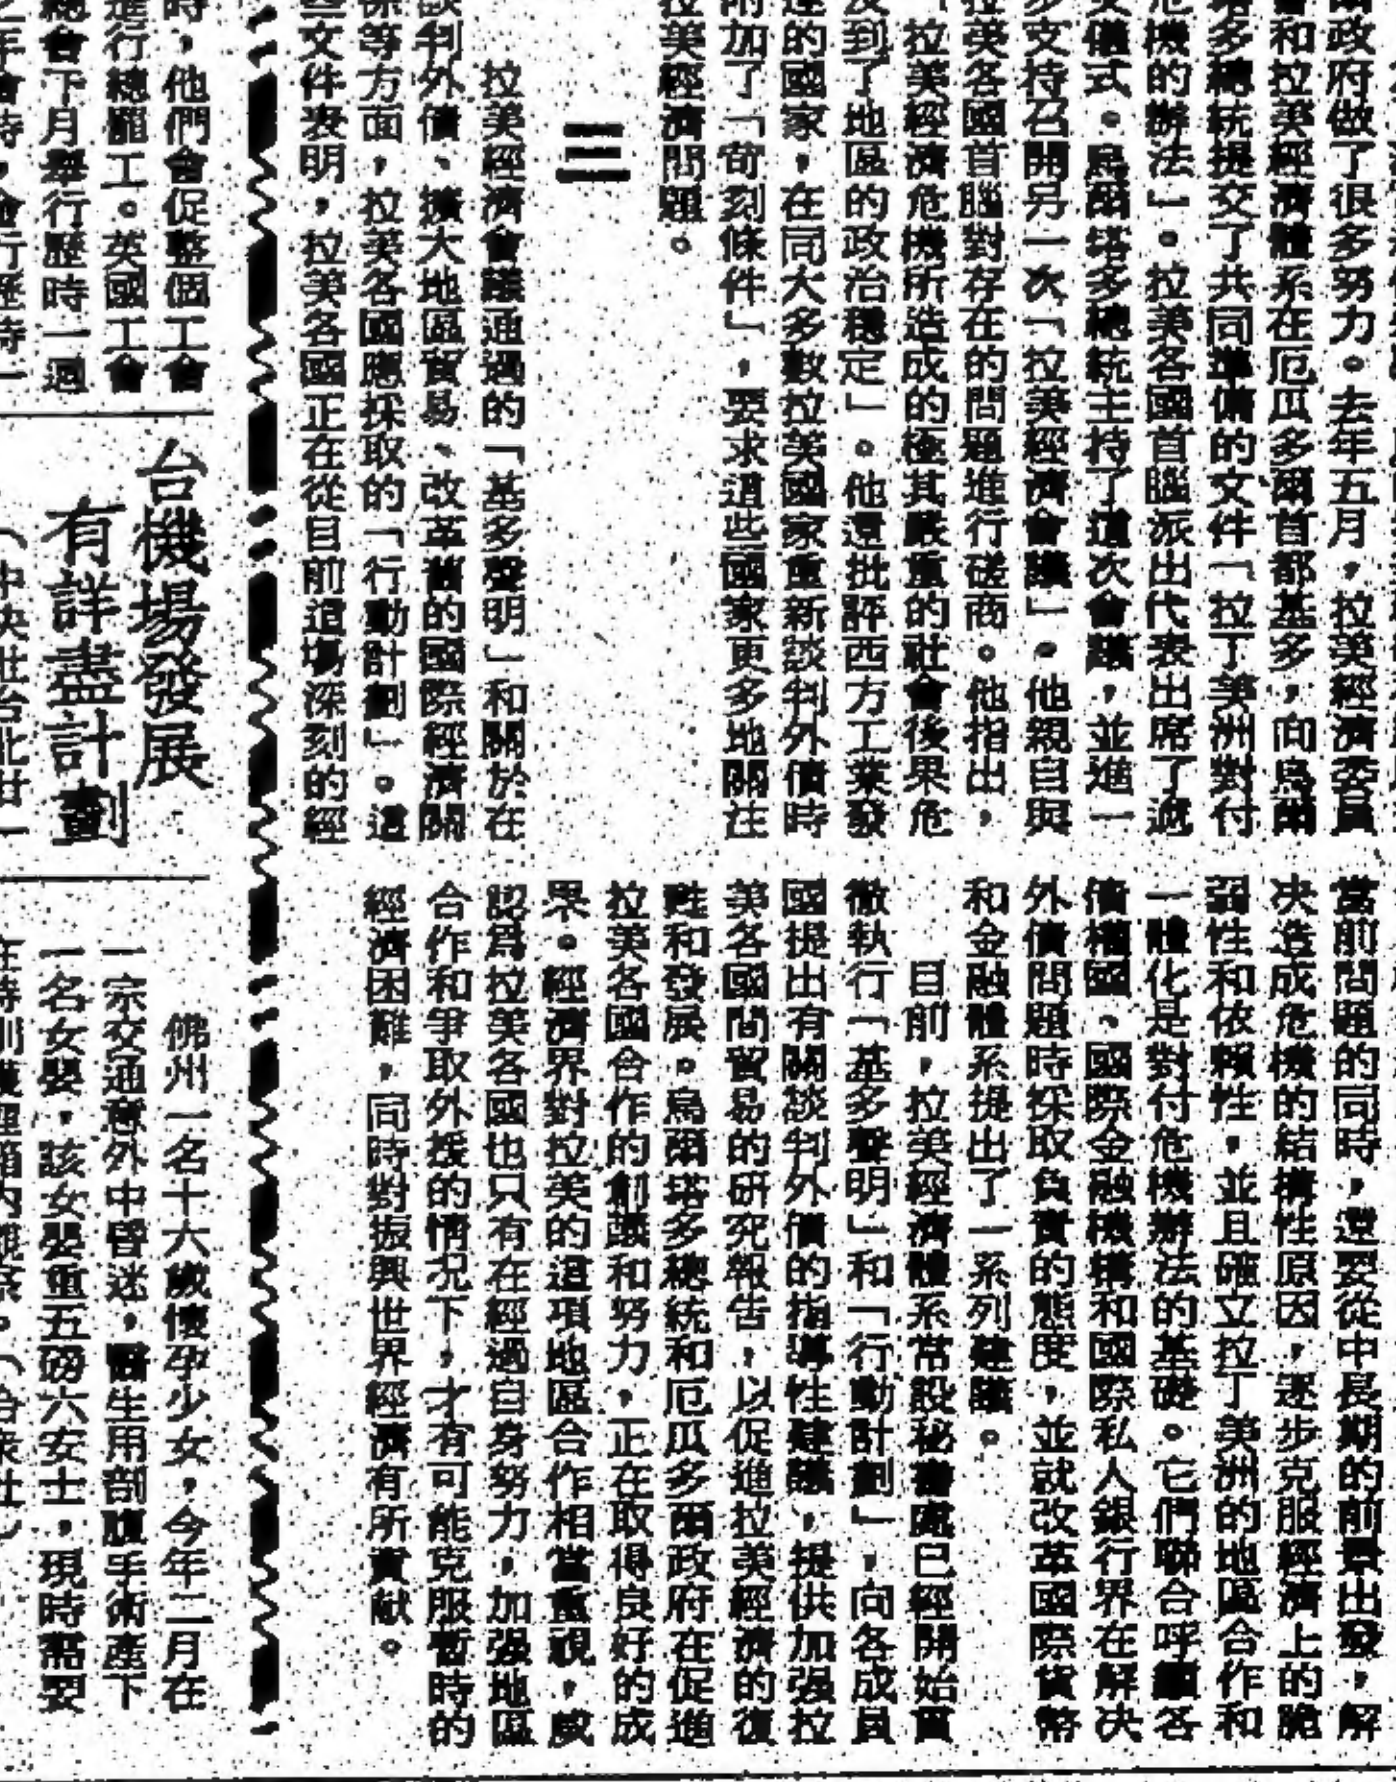 爾政府做了很多努力。去年五月，拉美經濟委員
會和拉美經濟體系在厄瓜多爾首都基多，向烏爾
塔多總統提交了共同準備的文件「拉丁美洲對付
危機的辦法」。拉美各國首腦派出代表出席了遞
交儀式。烏爾塔多總統主持了這次會議，並進一
步支持召開另一次「拉美經濟會議」。他親自與
拉美各國首腦對存在的問題進行磋商。他指出，
「拉美經濟危機所造成的極其嚴重的社會後果危
及到了地區的政治穩定」。他還批評西方工業發
達的國家，在同大多數拉美國家重新談判外債時
附加了「苛刻條件」，要求這些國家更多地關注
拉美經濟問題。
三
拉美經濟會議通過的「基多聲明」和關於在
談判外債、擴大地區貿易、改革舊的國際經濟關
係等方面，拉美各國應採取的「行動計劃」。這
些文件表明，拉美各國正在從目前這場深刻的經
當前問題的同時，還要從中長期的前景出發，解
决造成危機的結構性原因，逐步克服經濟上的脆
弱性和依賴性，並且確立拉丁美洲的地區合作和
一體化是對付危機辦法的基礎。它們聯合呼籲各
債權國、國際金融機構和國際私人銀行界在解决
外債問題時採取負責的態度，並就改革國際貨幣
和金融體系提出了一系列建議。
目前，拉美經濟體系常設秘書處已經開始貫
徹執行「基多聲明」和「行動計劃」，向各成員
國提出有關談判外債的指導性建議，提供加强拉
美各國間貿易的研究報告，以促進拉美經濟的復
甦和發展。烏爾塔多總統和厄瓜多爾政府在促進
拉美各國合作的創議和努力，正在取得良好的成
果。經濟界對拉美的這項地區合作相當重視，咸
認爲拉美各國也只有在經過自身努力，加强地區
合作和爭取外援的情況下，才有可能克服暫時的
經濟困難，同時對振興世界經濟有所貢献。
時，他們會促整個工會
進行總罷工。英國工會
總會下月舉行歷時一週
台機場發展
有詳盡計劃
（中央社台北廿一
佛州一名十六歲懷孕少女，今年二月在
一宗交通意外中昏迷，醫生用剖腹手術產下
一名女嬰，該女嬰重五磅六安士，現時需要